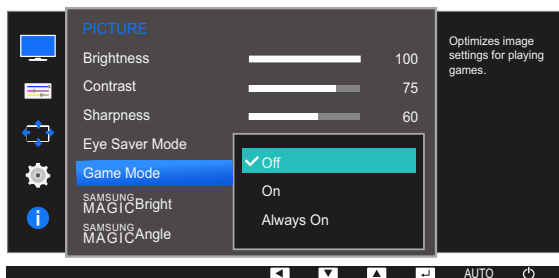 PICTURE
Brightness 100
Contrast 75
Sharpness 60
Eye Saver Mode
Game Mode
SAMSUNG
MAGICBright
SAMSUNG
MAGICAngle
Off
On
Always On
Optimizes image
settings for playing
games.
AUTO